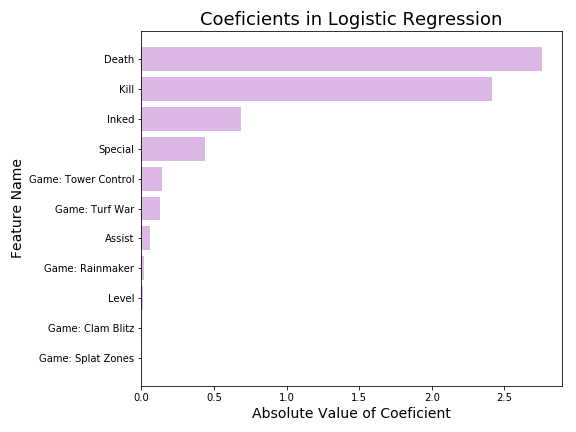 Coeficients in Logistic Regression
Feature Name
Death
Kill
Inked
Special
Game: Tower Control
Game: Turf War
Assist
Game: Rainmaker
Level
Game: Clam Blitz
Game: Splat Zones
0.0 0.5 1.0 1.5 2.0 2.5
Absolute Value of Coeficient